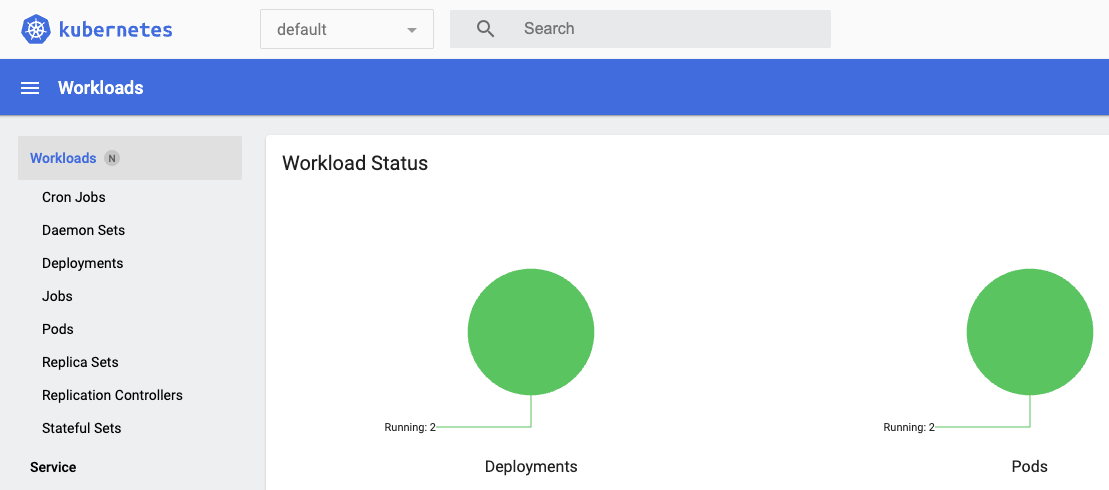 kubernetes
default
Search
Workloads
Workloads N
Cron Jobs
Daemon Sets
Deployments
Jobs
Pods
Replica Sets
Replication Controllers
Stateful Sets
Service
Workload Status
Running: 2
Deployments
Running: 2
Pods